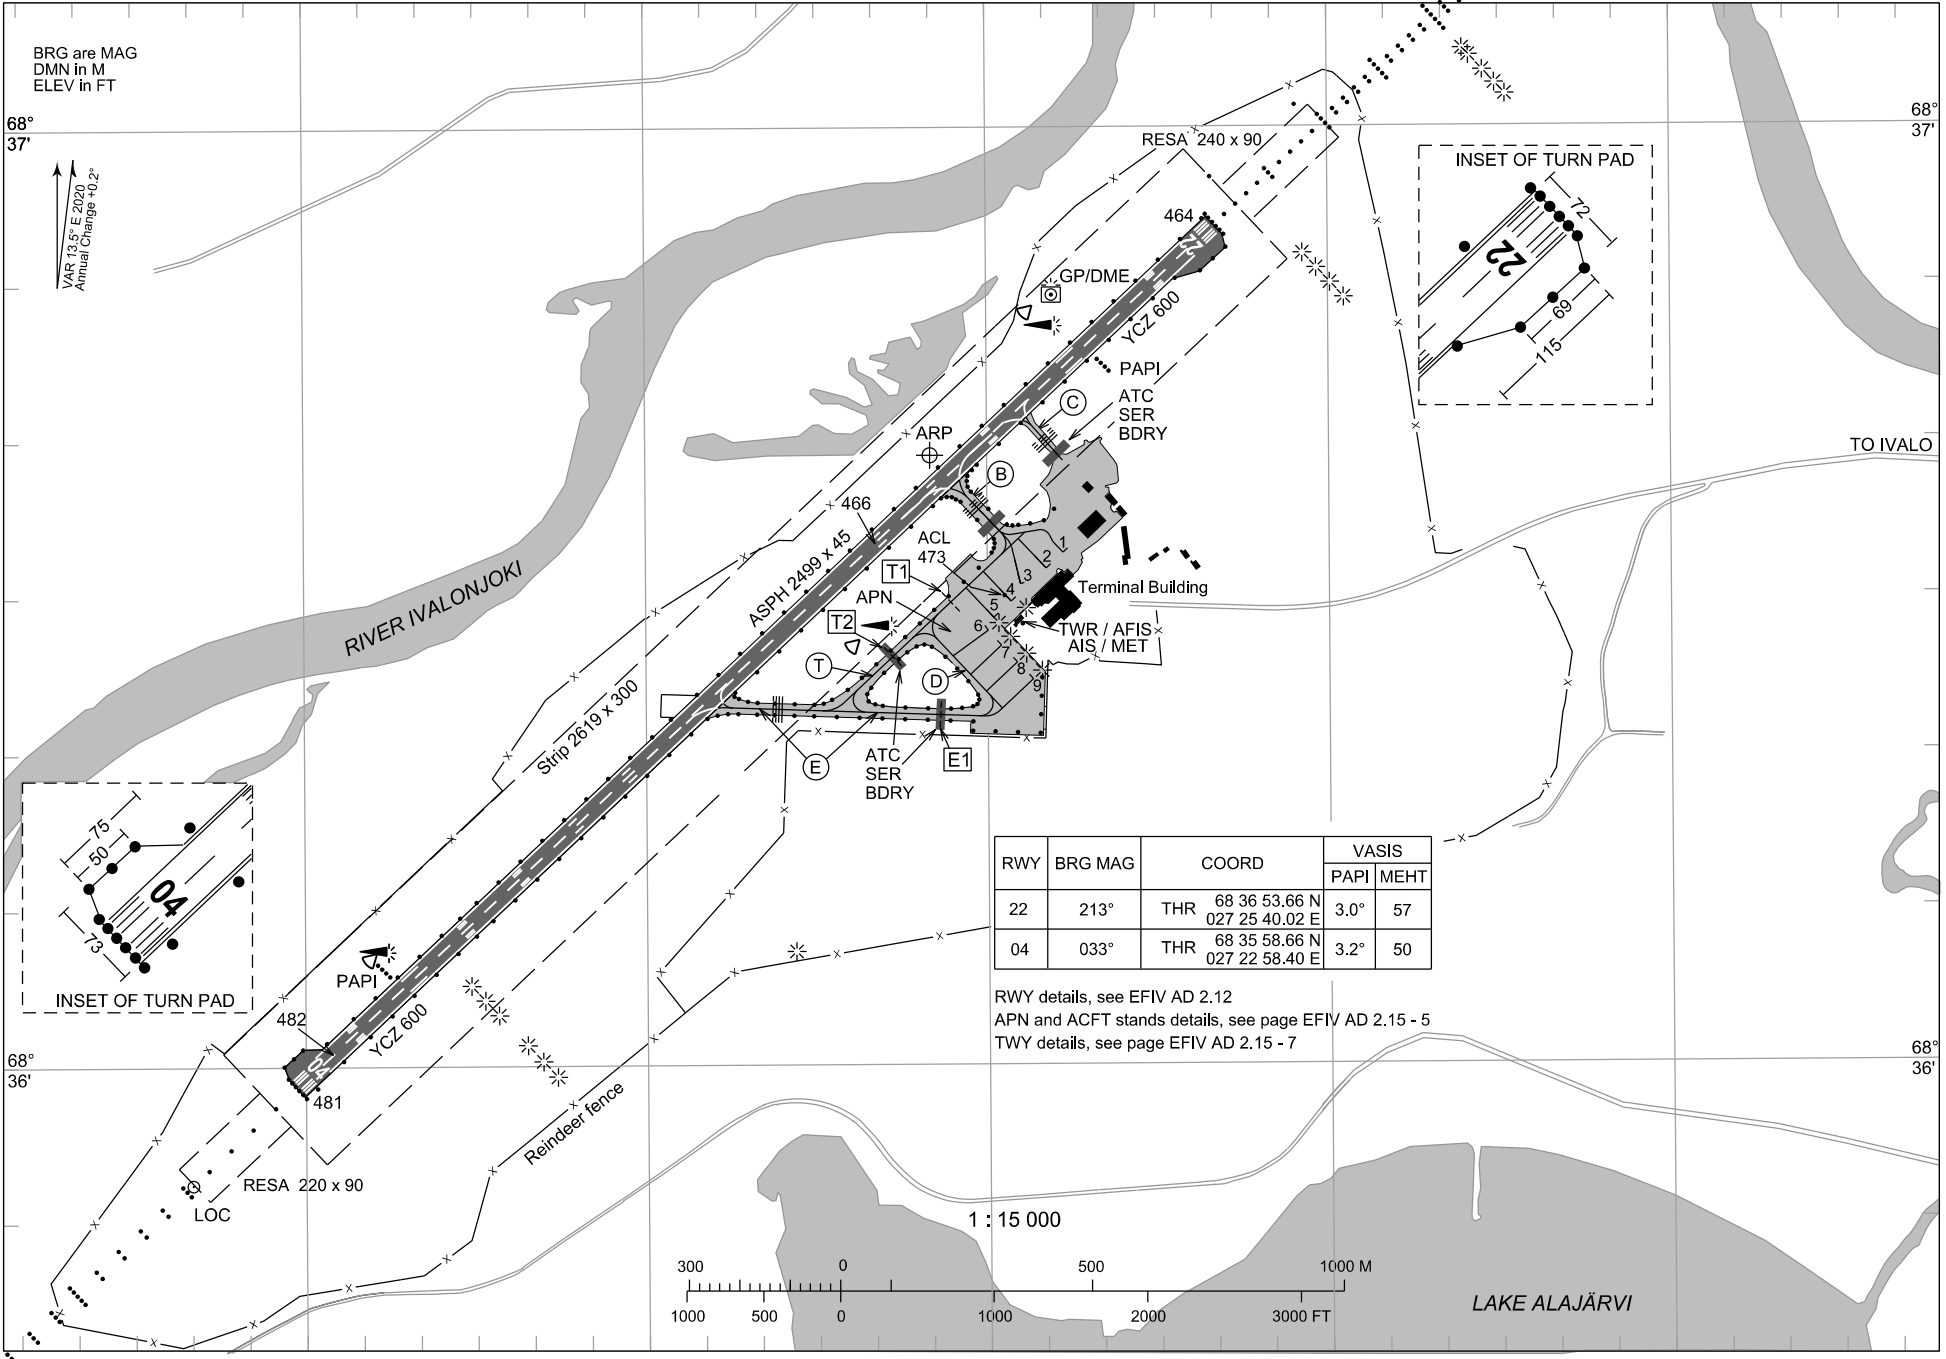 BRG are MAG
DMN in M
ELEV in FT
68°
37'
68°
37'
VAR 13.5° E 2020
Annual Change +0.2°
RESA 240 x 90
INSET OF TURN PAD
72
22
69
115
464
22
GP/DME
YCZ 600
PAPI
ATC
SER
BDRY
C
ARP
B
TO IVALO
466
ACL
473
ASPH 2499 x 45
T1
APN
T2
T
D
1
2
3
4
5
6
7
8
9
Terminal Building
TWR / AFIS
AIS / MET
RIVER IVALONJOKI
Strip 2619 x 300
E
ATC
SER
BDRY
E1
75
50
04
73
INSET OF TURN PAD
PAPI
482
YCZ 600
04
481
RWY BRG MAG COORD VASIS
PAPI MEHT
22 213° THR 68 36 53.66 N 3.0° 57
027 25 40.02 E
04 033° THR 68 35 58.66 N 3.2° 50
027 22 58.40 E
RWY details, see EFIV AD 2.12
APN and ACFT stands details, see page EFIV AD 2.15 - 5
TWY details, see page EFIV AD 2.15 - 7
68°
36'
68°
36'
Reindeer fence
RESA 220 x 90
LOC
1 : 15 000
300 0 500 1000 M
1000 500 0 1000 2000 3000 FT
LAKE ALAJÄRVI